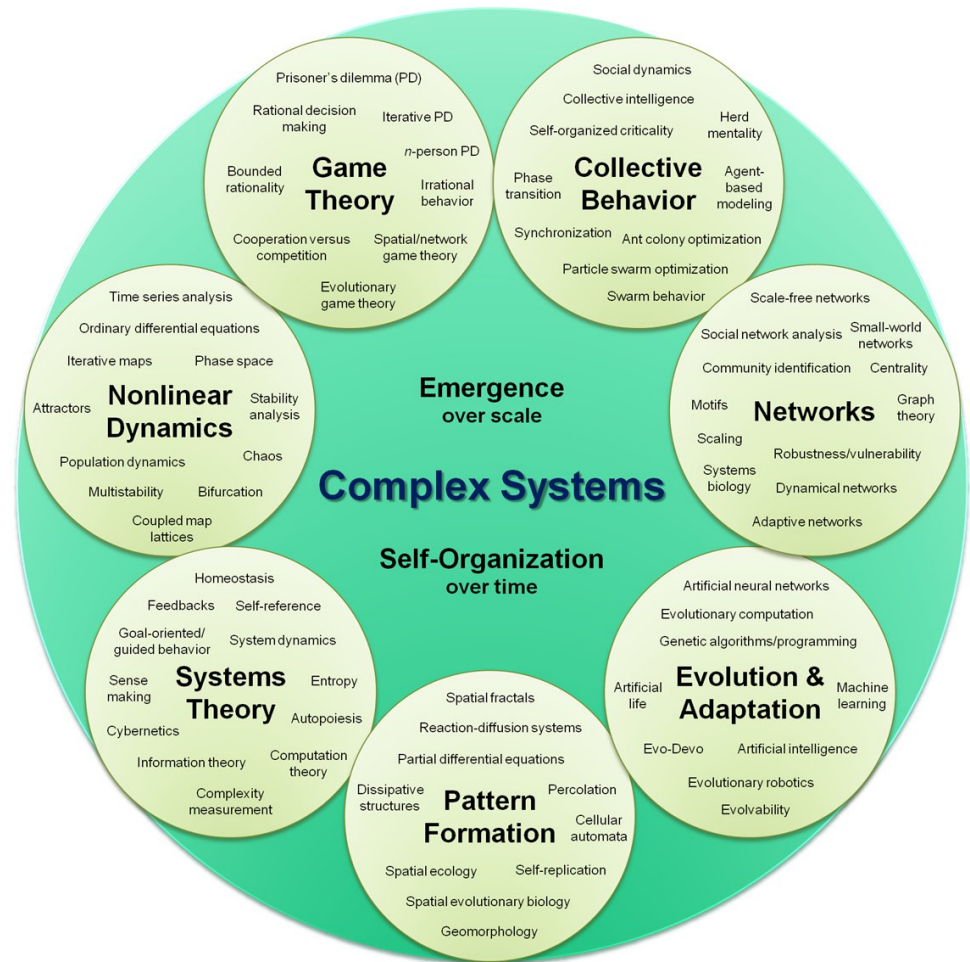 Prisoner's dilemma (PD)
Rational decision
making
Iterative PD
n-person PD
Bounded
rationality
Game
Theory
Irrational
behavior
Cooperation versus
competition
Spatial/network
game theory
Evolutionary
game theory
Social dynamics
Collective intelligence
Herd
mentality
Self-organized criticality
Phase
transition
Collective
Behavior
Agent-
based
modeling
Synchronization
Ant colony optimization
Particle swarm optimization
Swarm behavior
Time series analysis
Ordinary differential equations
Iterative maps
Phase space
Attractors
Nonlinear
Dynamics
Stability
analysis
Population dynamics
Chaos
Multistability
Bifurcation
Coupled map
lattices
Emergence
over scale
Complex Systems
Self-Organization
over time
Scale-free networks
Social network analysis
Small-world
networks
Community identification
Centrality
Motifs
Networks
Graph
theory
Scaling
Robustness/vulnerability
Systems
biology
Dynamical networks
Adaptive networks
Homeostasis
Feedbacks
Self-reference
Goal-oriented/
guided behavior
System dynamics
Sense
making
Systems
Theory
Entropy
Cybernetics
Autopoiesis
Information theory
Computation
theory
Complexity
measurement
Spatial fractals
Reaction-diffusion systems
Partial differential equations
Dissipative
structures
Pattern
Formation
Percolation
Cellular
automata
Spatial ecology
Self-replication
Spatial evolutionary biology
Geomorphology
Artificial neural networks
Evolutionary computation
Genetic algorithms/programming
Artificial
life
Evolution &
Adaptation
Machine
learning
Evo-Devo
Artificial intelligence
Evolutionary robotics
Evolvability